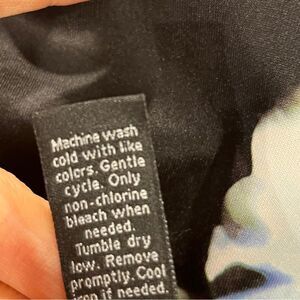 Machine wash
cold with like
colors. Gentle
cycle. Only
non-chlorine
bleach when
needed.
Tumble dry
low. Remove
promptly. Cool
iron if needed.